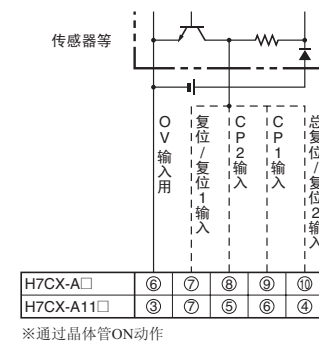 传感器等
OV输入用
复位/复位1输入
CP2输入
CP1输入
总复位/复位2输入
H7CX-A□ ⑥ ⑦ ⑧ ⑨ ⑩
H7CX-A11□ ③ ⑦ ⑤ ⑥ ④
※通过晶体管ON动作